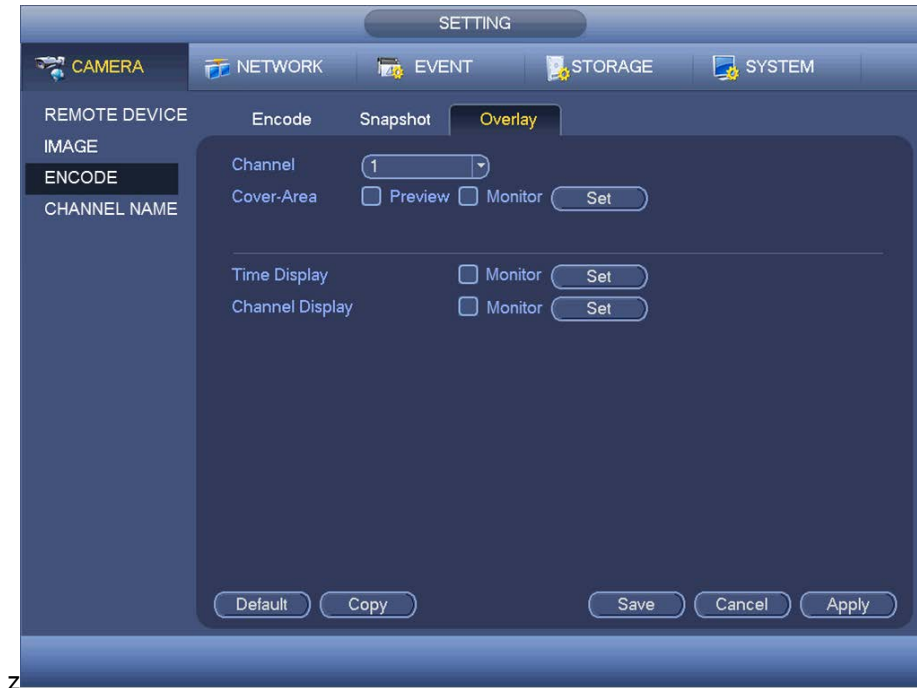 SETTING
CAMERA NETWORK EVENT STORAGE SYSTEM
REMOTE DEVICE
IMAGE
ENCODE
CHANNEL NAME
Encode Snapshot Overlay
Channel 1
Cover-Area Preview Monitor Set
Time Display Monitor Set
Channel Display Monitor Set
Default Copy Save Cancel Apply
z